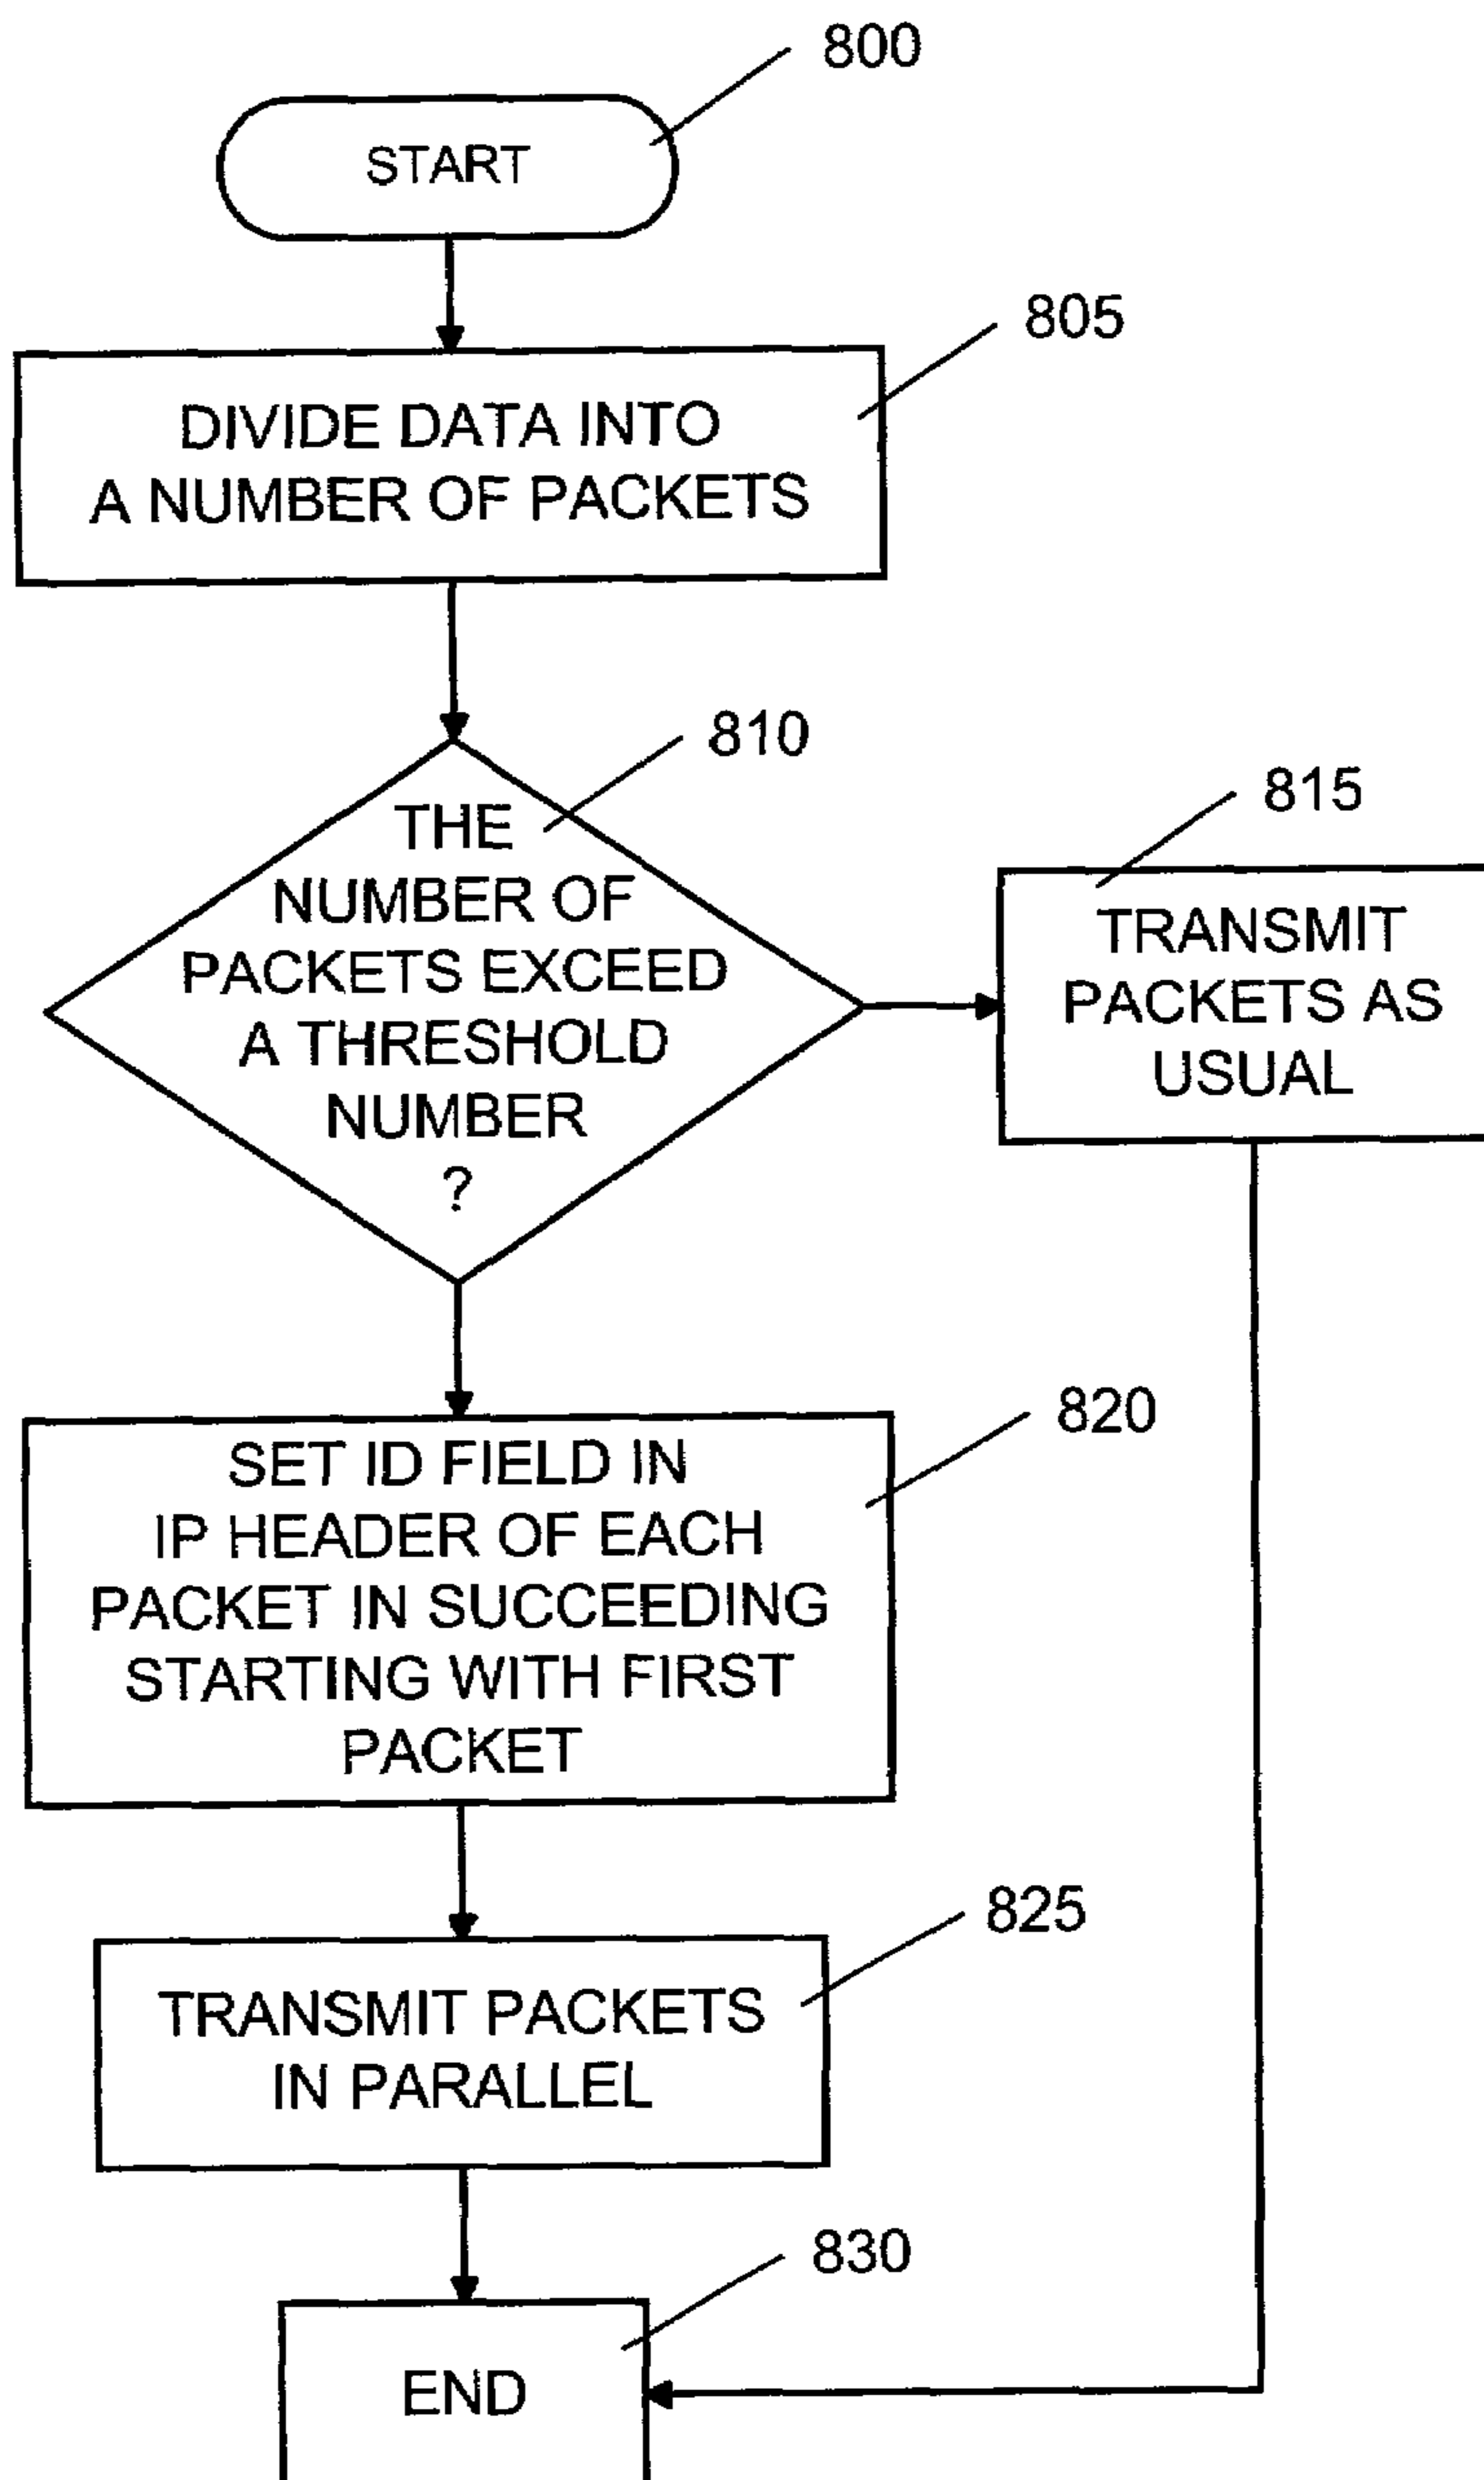 800
START
805
DIVIDE DATA INTO
A NUMBER OF PACKETS
810
THE
NUMBER OF
PACKETS EXCEED
A THRESHOLD
NUMBER
?
815
TRANSMIT
PACKETS AS
USUAL
820
SET ID FIELD IN
IP HEADER OF EACH
PACKET IN SUCCEEDING
STARTING WITH FIRST
PACKET
825
TRANSMIT PACKETS
IN PARALLEL
830
END